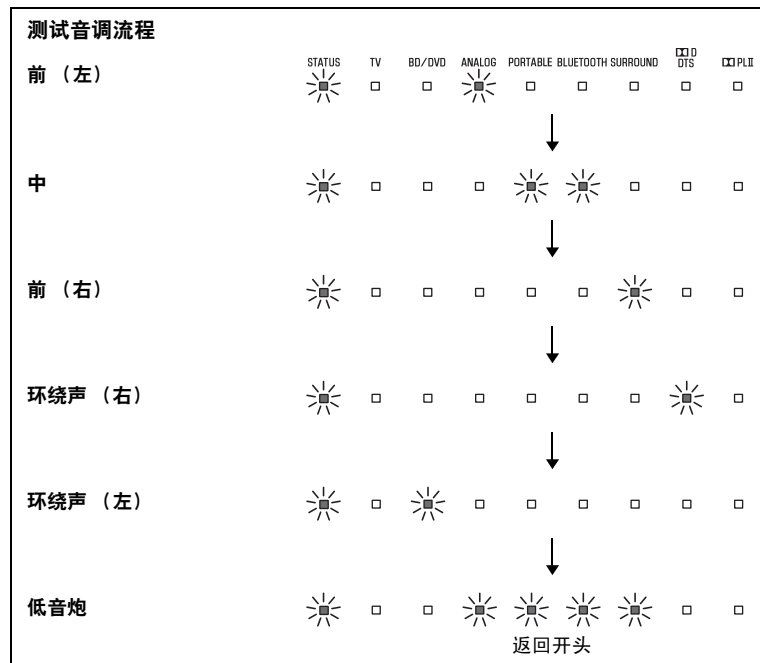 测试音调流程
STATUS TV BD/DVD ANALOG PORTABLE BLUETOOTH SURROUND D DTS PLII
前 （左）
中
前 （右）
环绕声 （右）
环绕声 （左）
低音炮
返回开头